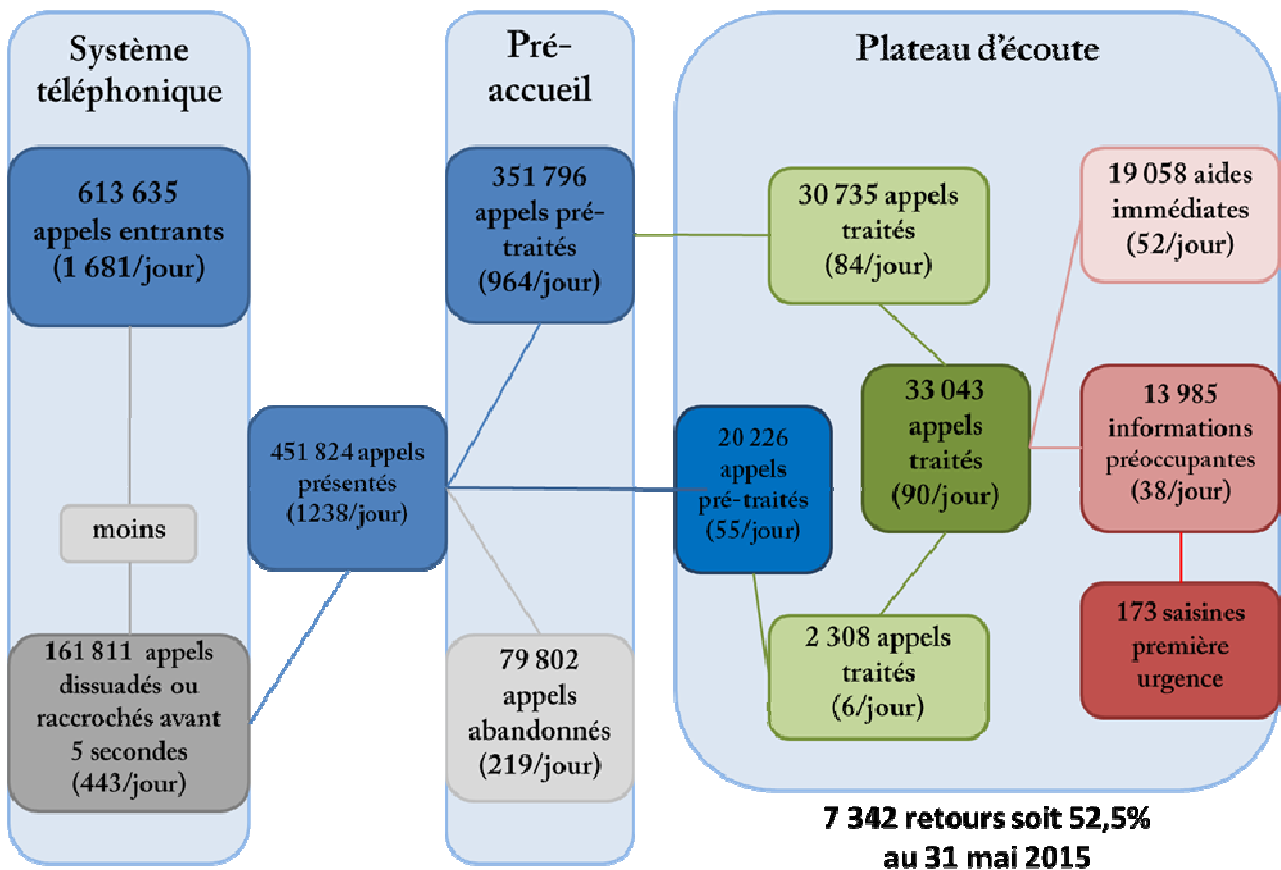 Système
téléphonique
613 635
appels entrants
(1 681/jour)
moins
161 811 appels
dissuadés ou
raccrochés avant
5 secondes
(443/jour)
451 824 appels
présentés
(1238/jour)
Pré-
accueil
351 796
appels pré-
traités
(964/jour)
79 802
appels
abandonnés
(219/jour)
Plateau d'écoute
30 735 appels
traités
(84/jour)
20 226
appels
pré-traités
(55/jour)
33 043
appels
traités
(90/jour)
2 308 appels
traités
(6/jour)
19 058 aides
immédiates
(52/jour)
13 985
informations
préoccupantes
(38/jour)
173 saisines
première
urgence
7 342 retours soit 52,5%
au 31 mai 2015